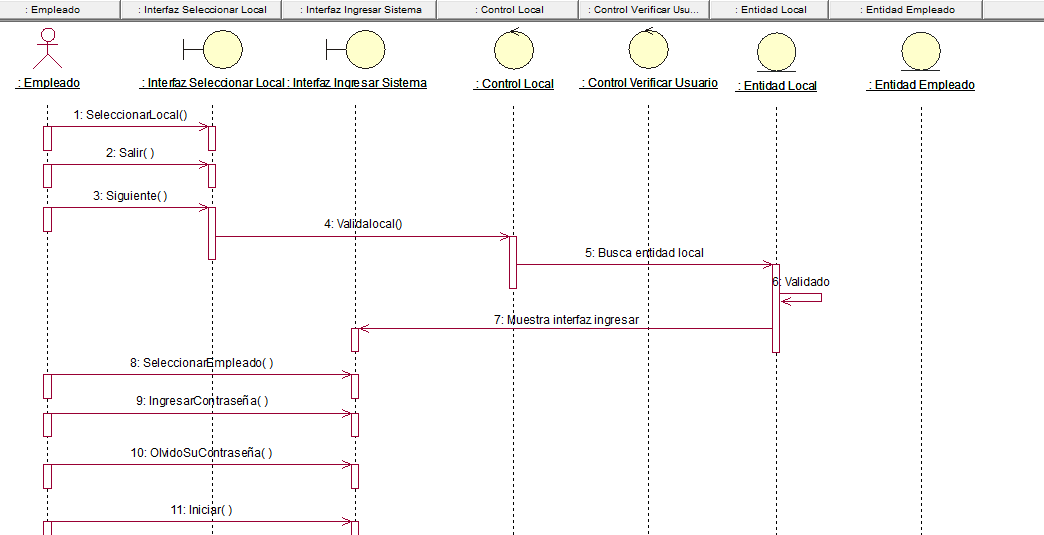 : Empleado
: Interfaz Seleccionar Local
: Interfaz Ingresar Sistema
: Control Local
: Control Verificar Usu...
: Entidad Local
: Entidad Empleado
: Empleado
: Interfaz Seleccionar Local
: Interfaz Ingresar Sistema
: Control Local
: Control Verificar Usuario
: Entidad Local
: Entidad Empleado
1: SeleccionarLocal()
2: Salir( )
3: Siguiente( )
4: Validalocal()
5: Busca entidad local
6: Validado
7: Muestra interfaz ingresar
8: SeleccionarEmpleado( )
9: IngresarContraseña( )
10: OlvidoSuContraseña( )
11: Iniciar( )